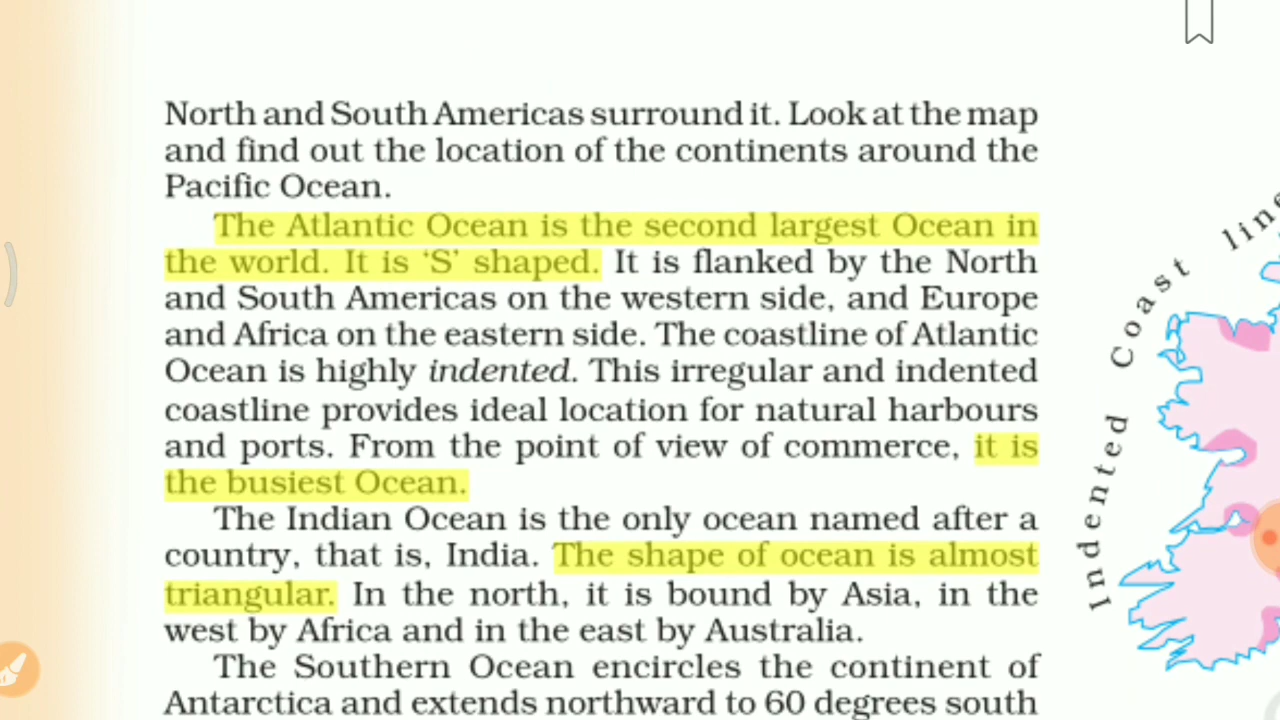 North and South Americas surround it. Look at the map
and find out the location of the continents around the
Pacific Ocean.
The Atlantic Ocean is the second largest Ocean in
the world. It is ‘S’ shaped. It is flanked by the North
and South Americas on the western side, and Europe
and Africa on the eastern side. The coastline of Atlantic
Ocean is highly indented. This irregular and indented
coastline provides ideal location for natural harbours
and ports. From the point of view of commerce, it is
the busiest Ocean.
The Indian Ocean is the only ocean named after a
country, that is, India. The shape of ocean is almost
triangular. In the north, it is bound by Asia, in the
west by Africa and in the east by Australia.
The Southern Ocean encircles the continent of
Antarctica and extends northward to 60 degrees south
Indented Coast line